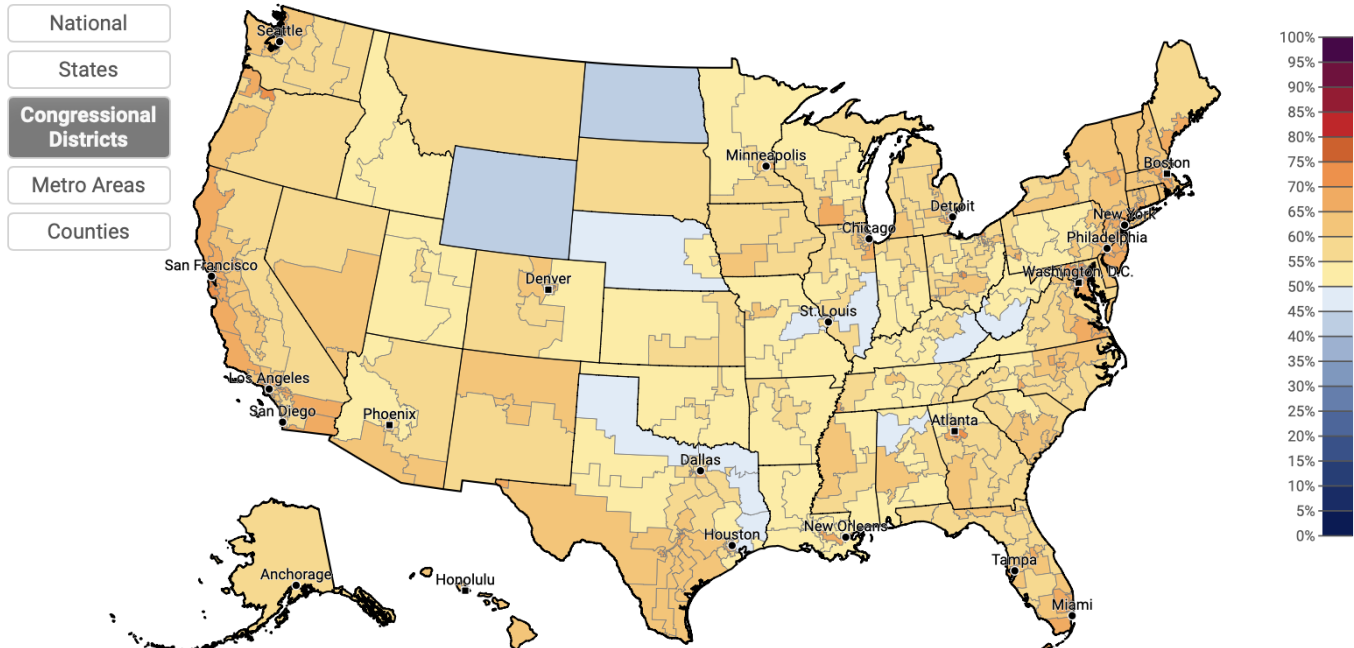 National
States
Congressional
Districts
Metro Areas
Counties
Seattle
Minneapolis
Boston
Detroit
New York
Chicago
Philadelphia
San Francisco
Denver
Washington, D.C.
St. Louis
Los Angeles
San Diego
Phoenix
Atlanta
Dallas
New Orleans
Houston
Tampa
Anchorage
Honolulu
Miami
100%
95%
90%
85%
80%
75%
70%
65%
60%
55%
50%
45%
40%
35%
30%
25%
20%
15%
10%
5%
0%